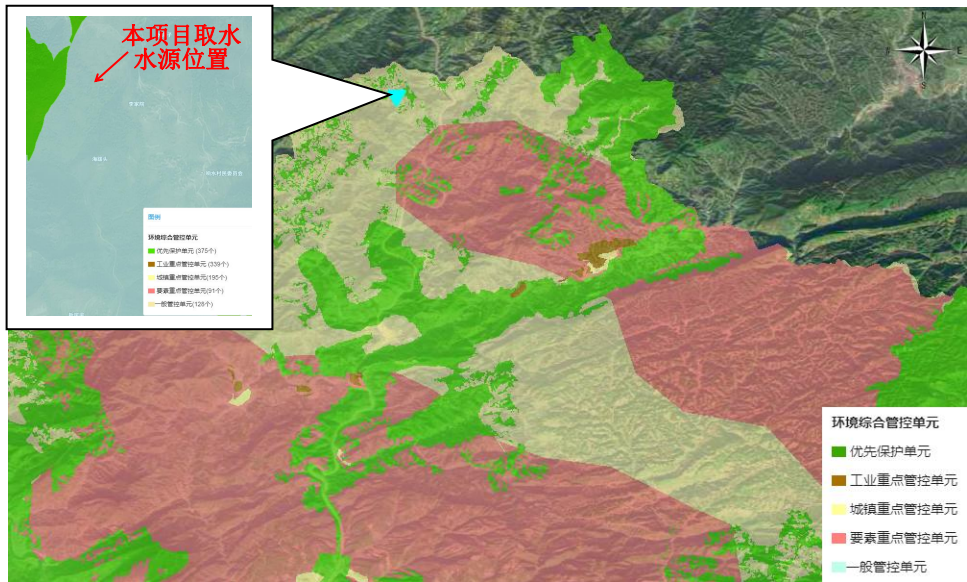 本项目取水
水源位置
图例
环境综合管控单元
优先保护单元 (375个)
工业重点管控单元 (339个)
城镇重点管控单元(195个)
要素重点管控单元(91个)
一般管控单元(128个)
E
S
环境综合管控单元
优先保护单元
工业重点管控单元
城镇重点管控单元
要素重点管控单元
一般管控单元